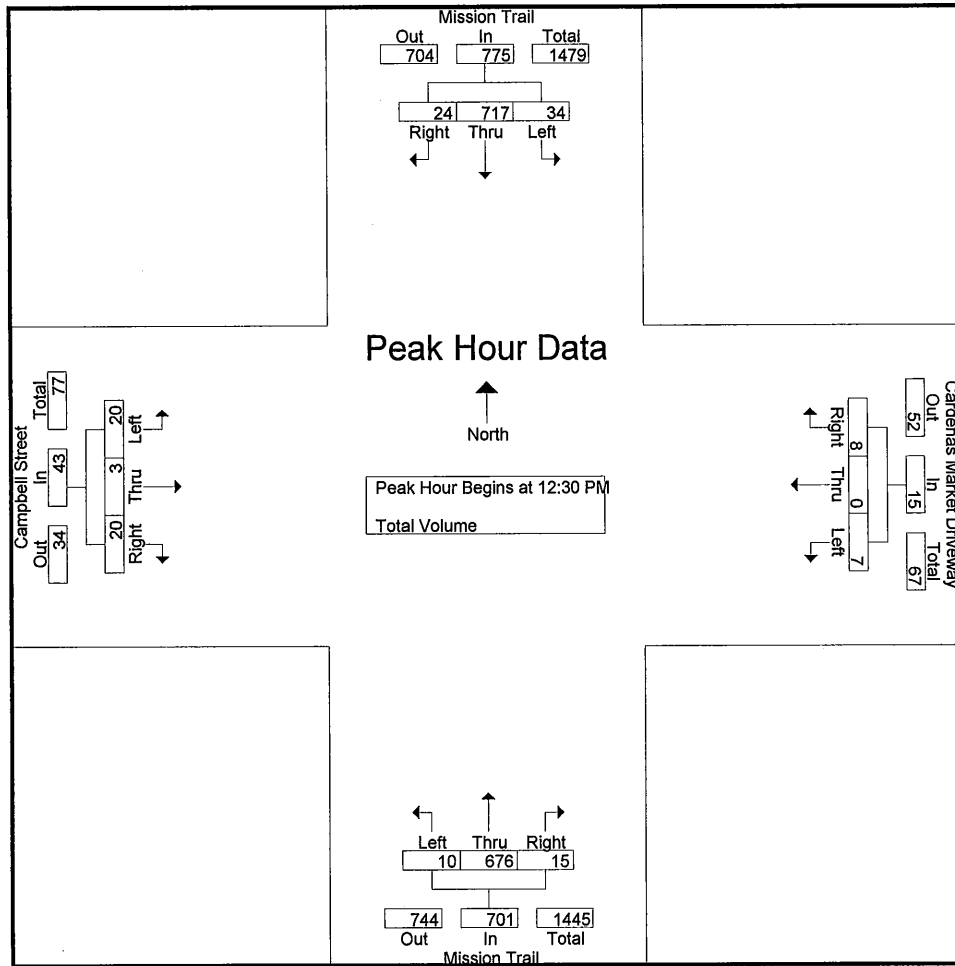 Mission Trail
Out In Total
704 775 1479
24 717 34
Right Thru Left
Peak Hour Data
North
Peak Hour Begins at 12:30 PM
Total Volume
Campbell Street
Total In Out
77 43 34
20 3 20
Left Thru Right
Right Thru Left
8 0 7
Out In Total
52 15 67
Cardenas Market Driveway
Left Thru Right
10 676 15
744 701 1445
Out In Total
Mission Trail